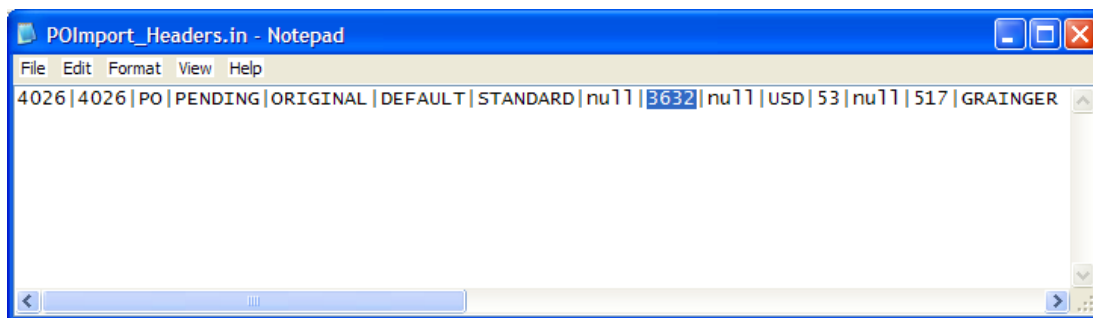 POImport_Headers.in - Notepad
File Edit Format View Help
4026|4026|PO|PENDING|ORIGINAL|DEFAULT|STANDARD|null|3632|null|USD|53|null|517|GRAINGER